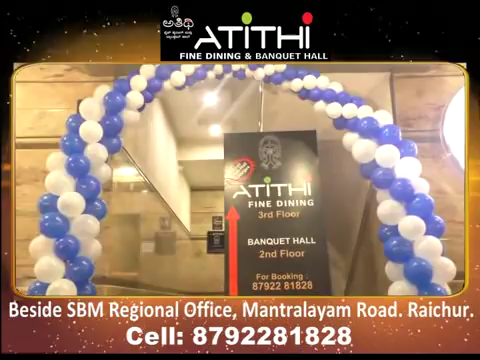 ಅತಿಥಿ
ATITHI
FINE DINING & BANQUET HALL
ATITHI
FINE DINING
3rd Floor
BANQUET HALL
2nd Floor
For Booking :
87922 81828
Beside SBM Regional Office, Mantralayam Road. Raichur.
Cell: 8792281828